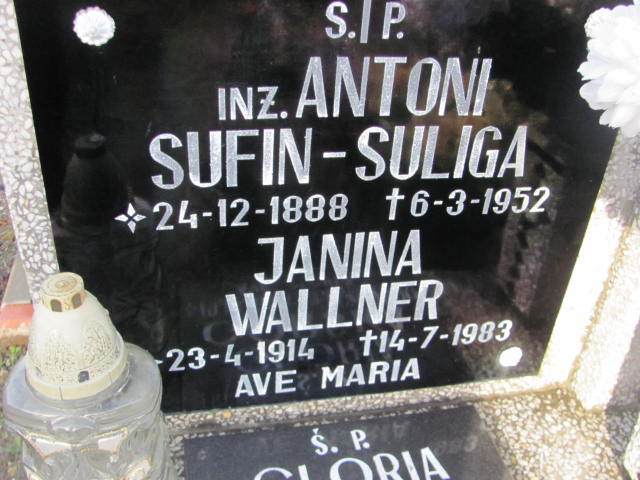 Ś. P.
INŻ. ANTONI
SUFIN-SULIGA
24-12-1888 †6-3-1952
JANINA
WALLNER
23-4-1914 †14-7-1983
AVE MARIA
Ś. P.
GLORIA